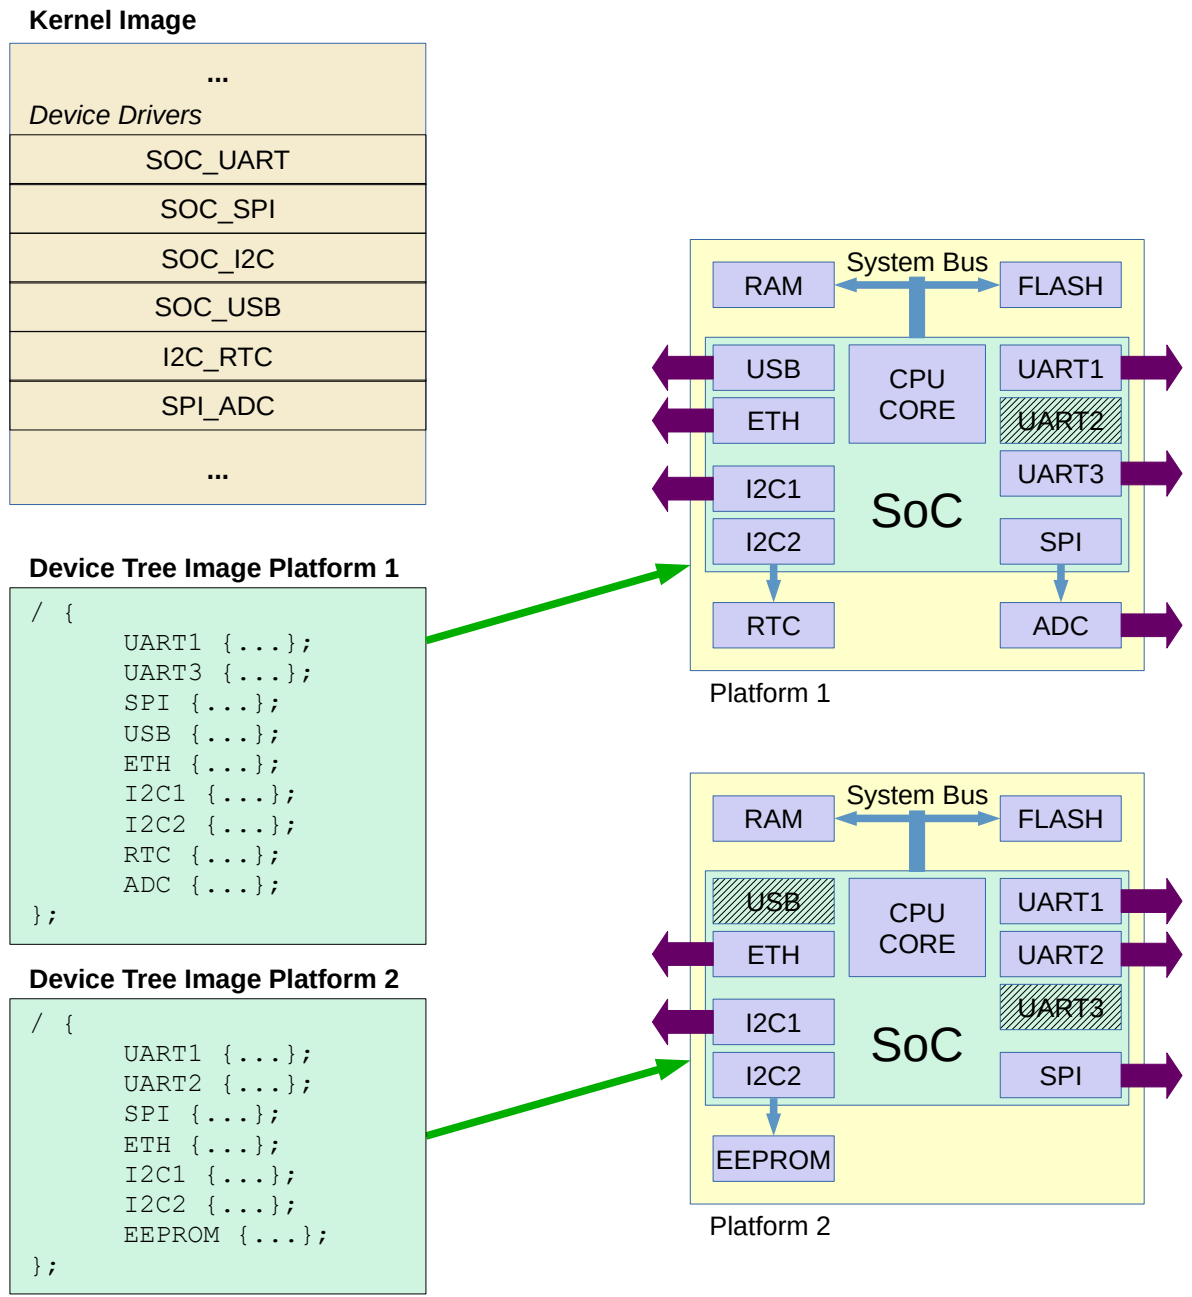 Kernel Image
...
Device Drivers
SOC_UART
SOC_SPI
SOC_I2C
SOC_USB
I2C_RTC
SPI_ADC
...
Device Tree Image Platform 1
/ {
UART1 {...};
UART3 {...};
SPI {...};
USB {...};
ETH {...};
I2C1 {...};
I2C2 {...};
RTC {...};
ADC {...};
};
Device Tree Image Platform 2
/ {
UART1 {...};
UART2 {...};
SPI {...};
ETH {...};
I2C1 {...};
I2C2 {...};
EEPROM {...};
};
System Bus
RAM
FLASH
USB
CPU
CORE
UART1
ETH
UART2
UART3
I2C1
SoC
I2C2
SPI
RTC
ADC
Platform 1
System Bus
RAM
FLASH
USB
CPU
CORE
UART1
ETH
UART2
UART3
I2C1
SoC
I2C2
SPI
EEPROM
Platform 2